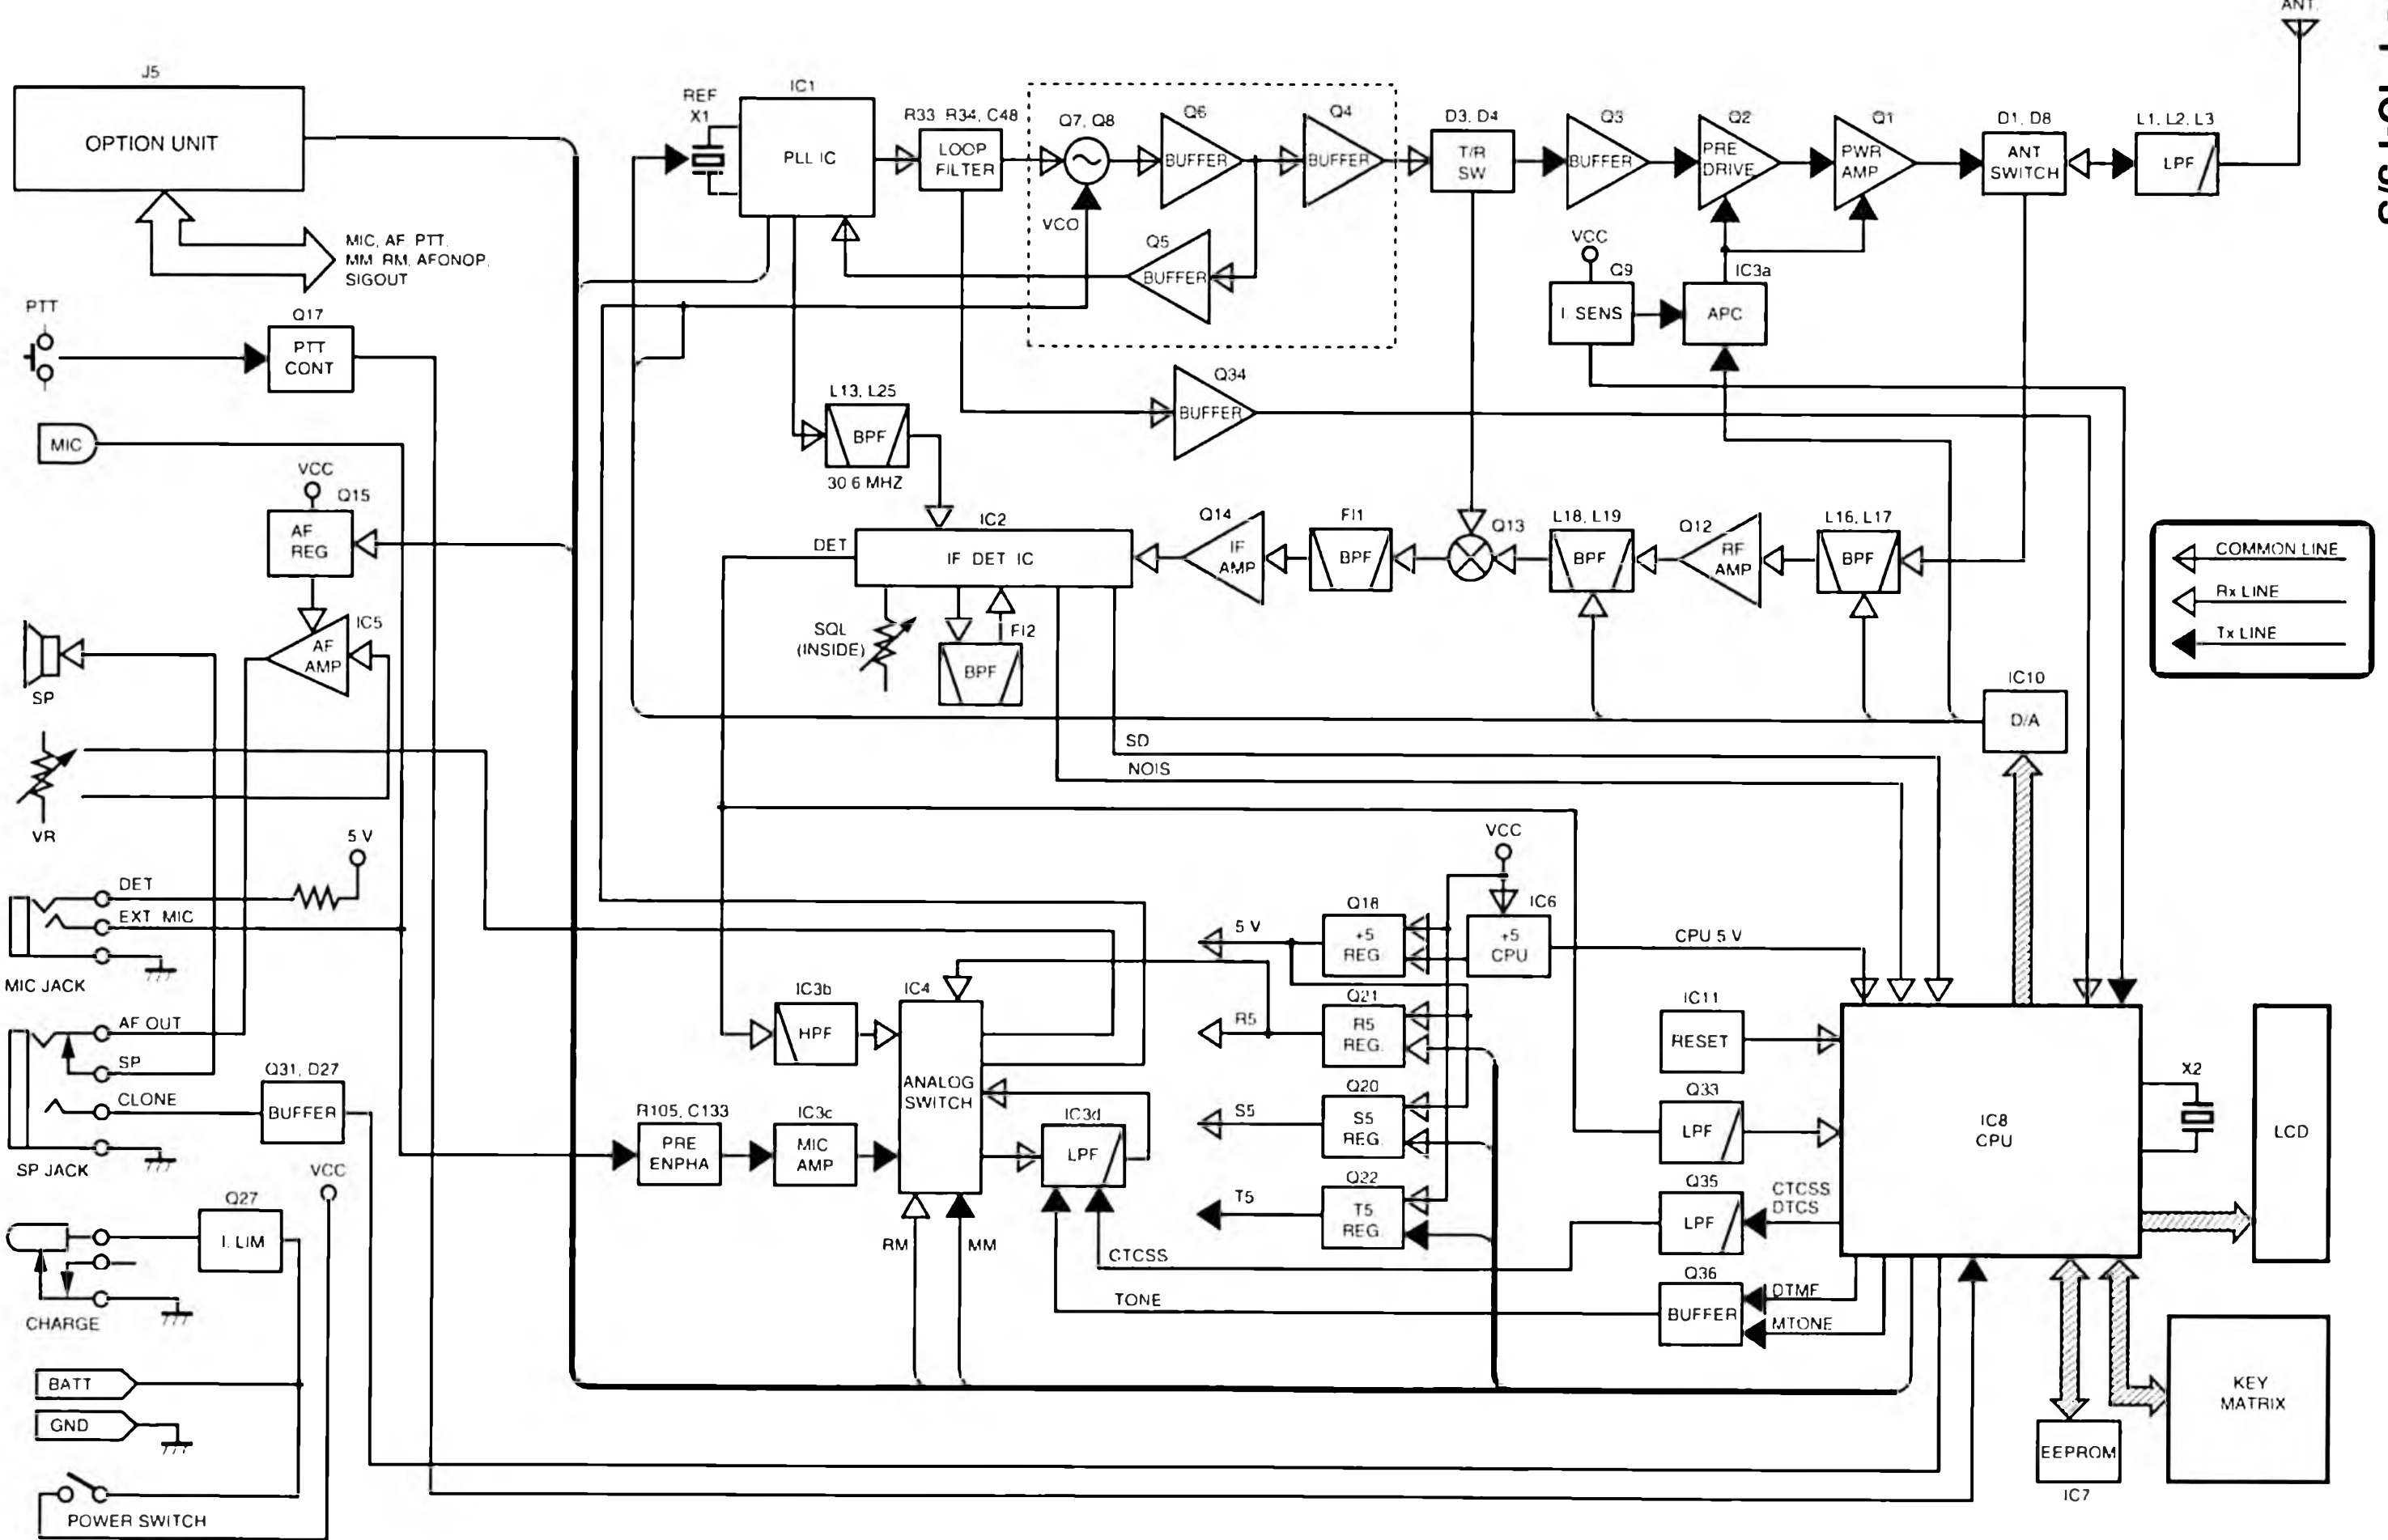 ANT.
J5
OPTION UNIT
MIC, AF, PTT,
MM, RM, AFONOP,
SIGOUT
REF
X1
IC1
PLL IC
R33, R34, C48
LOOP
FILTER
Q7, Q8
VCO
Q6
BUFFER
Q4
BUFFER
Q5
BUFFER
D3, D4
T/R
SW
Q3
BUFFER
Q2
PRE
DRIVE
Q1
PWR
AMP
D1, D8
ANT
SWITCH
L1, L2, L3
LPF
VCC
Q9
I. SENS
IC3a
APC
PTT
Q17
PTT
CONT
MIC
Q34
BUFFER
L13, L25
BPF
30.6 MHZ
VCC
Q15
AF
REG
IC5
AF
AMP
SP
VR
DET
IC2
IF DET IC
SQL
(INSIDE)
FI2
BPF
Q14
IF
AMP
FI1
BPF
Q13
L18, L19
BPF
Q12
RF
AMP
L16, L17
BPF
COMMON LINE
Rx LINE
Tx LINE
IC10
D/A
SD
NOIS
5 V
DET
EXT. MIC
MIC JACK
AF OUT
SP
CLONE
SP JACK
Q31, D27
BUFFER
VCC
Q27
I. LIM
CHARGE
BATT
GND
POWER SWITCH
IC3b
HPF
IC4
ANALOG
SWITCH
R105, C133
PRE
ENPHA
IC3c
MIC
AMP
IC3d
LPF
RM
MM
CTCSS
TONE
VCC
5 V
Q18
+5
REG.
IC6
+5
CPU
CPU 5 V
R5
Q21
R5
REG.
S5
Q20
S5
REG.
T5
Q22
T5
REG.
IC11
RESET
Q33
LPF
Q35
LPF
CTCSS
DTCS
Q36
BUFFER
DTMF
MTONE
IC8
CPU
X2
LCD
EEPROM
IC7
KEY
MATRIX